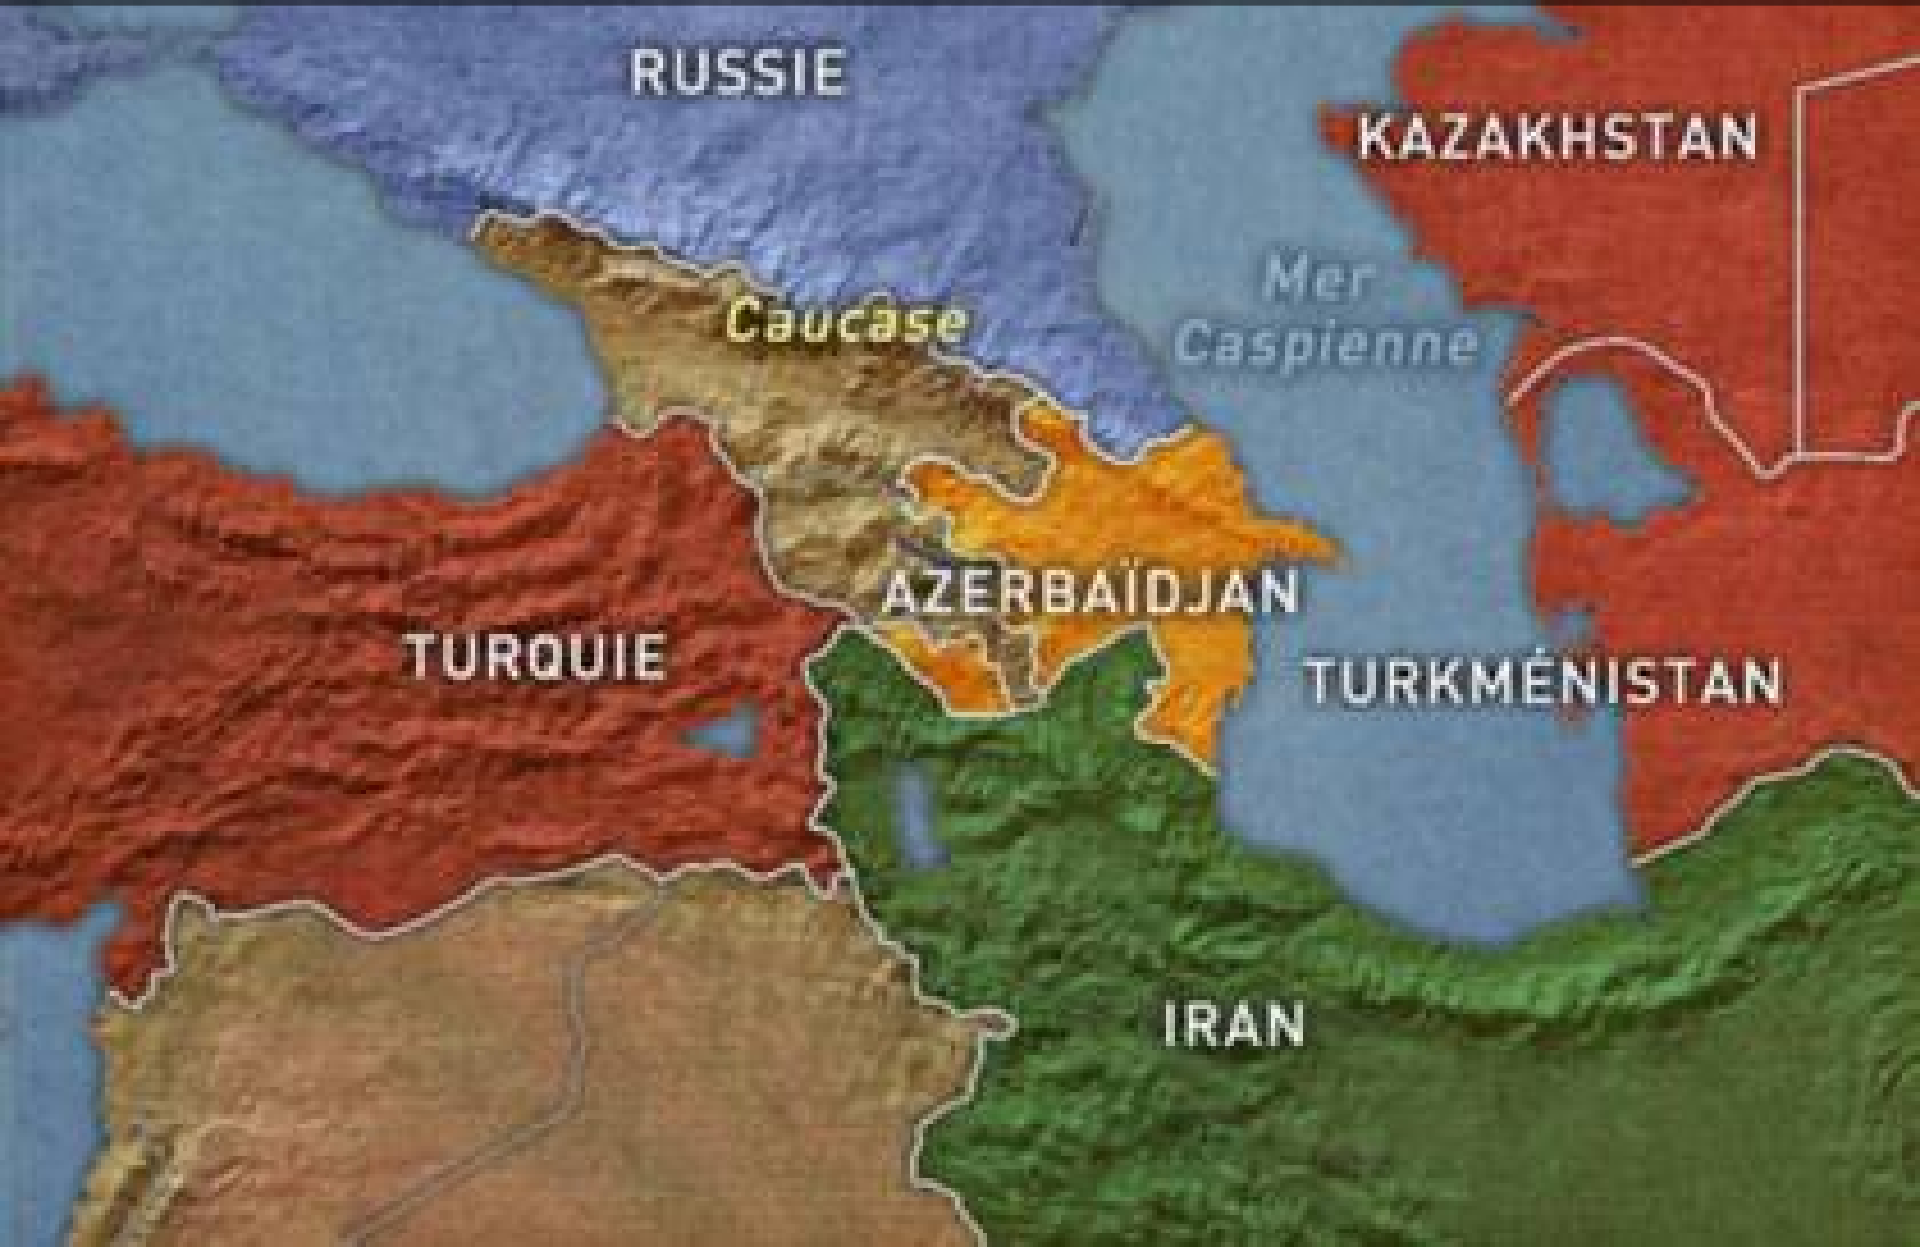 RUSSIE
KAZAKHSTAN
Mer
Caspienne
Caucase
AZERBAÏDJAN
TURQUIE
TURKMÉNISTAN
IRAN